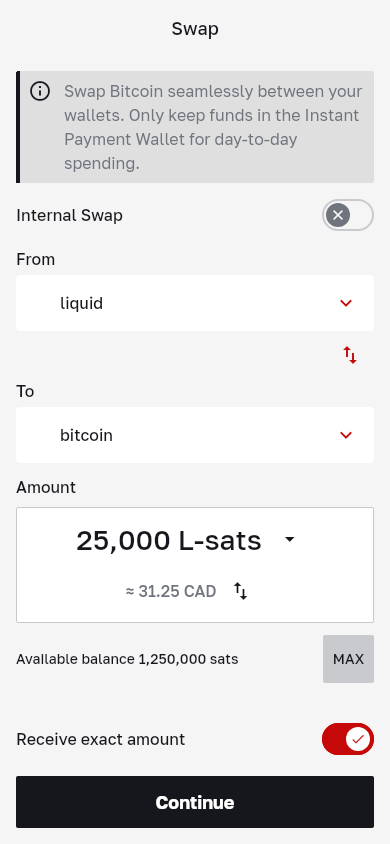 Swap
Swap Bitcoin seamlessly between your
wallets. Only keep funds in the Instant
Payment Wallet for day-to-day
spending.
Internal Swap
From
liquid
To
bitcoin
Amount
25,000 L-sats
≈ 31.25 CAD
Available balance 1,250,000 sats
MAX
Receive exact amount
Continue